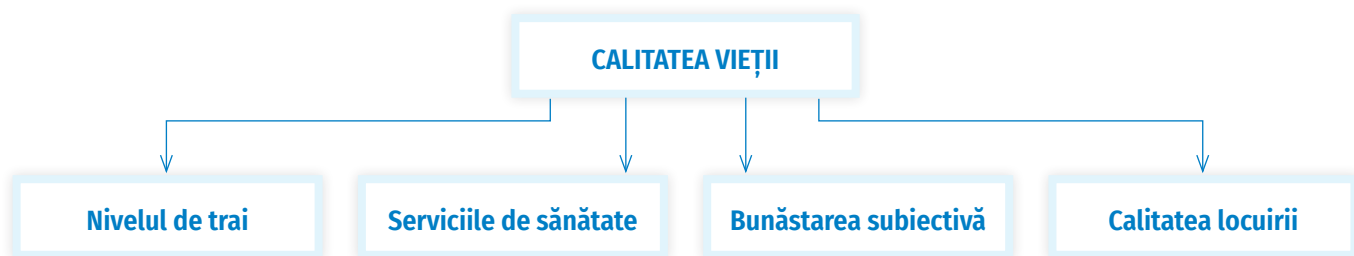 CALITATEA VIEȚII
Nivelul de trai
Serviciile de sănătate
Bunăstarea subiectivă
Calitatea locuirii